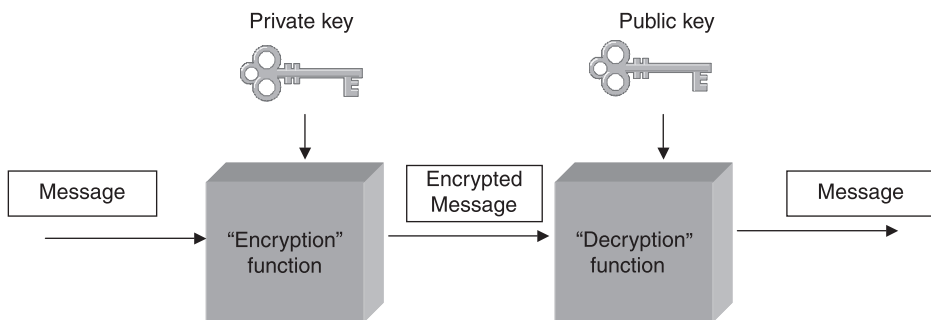 Private key
Public key
Message
“Encryption”
function
Encrypted
Message
“Decryption”
function
Message